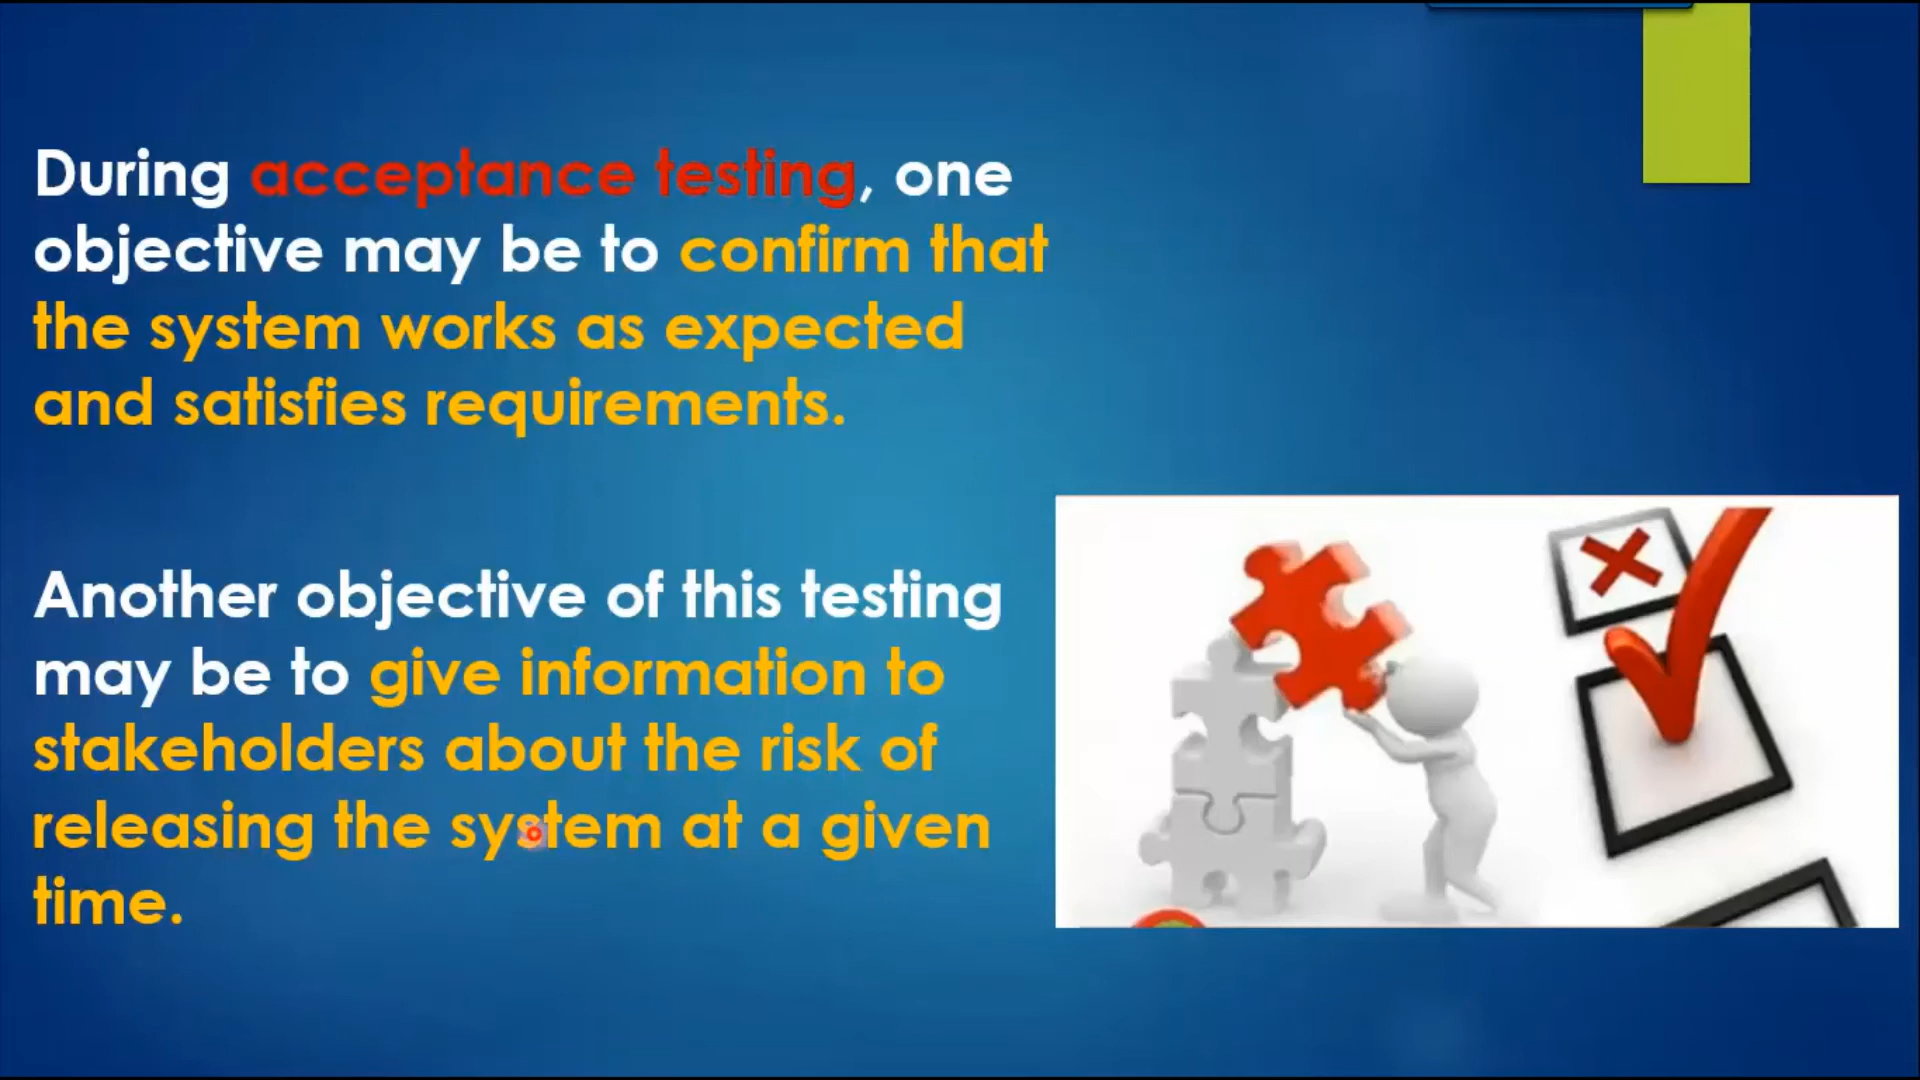 During acceptance testing, one
objective may be to confirm that
the system works as expected
and satisfies requirements.
Another objective of this testing
may be to give information to
stakeholders about the risk of
releasing the system at a given
time.